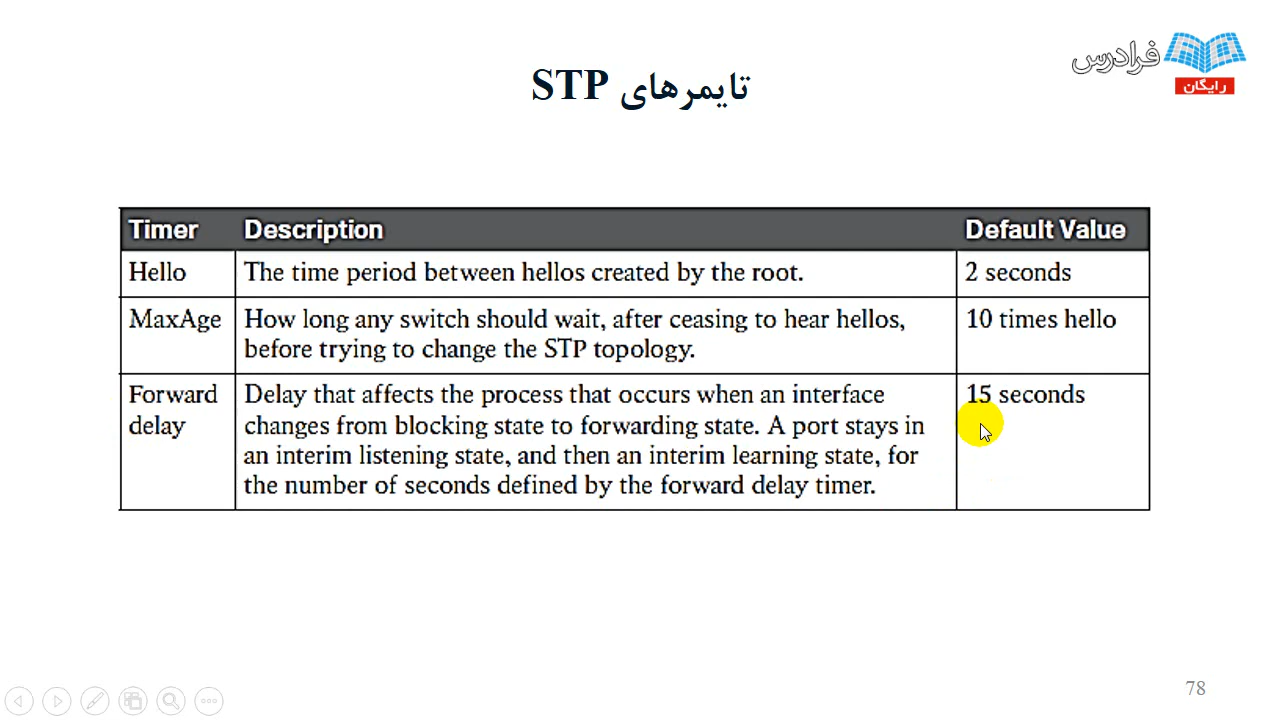 فرادرس
رایگان
تایمرهای STP
Timer Description Default Value
Hello The time period between hellos created by the root. 2 seconds
MaxAge How long any switch should wait, after ceasing to hear hellos, 10 times hello
before trying to change the STP topology.
Forward Delay that affects the process that occurs when an interface 15 seconds
delay changes from blocking state to forwarding state. A port stays in
an interim listening state, and then an interim learning state, for
the number of seconds defined by the forward delay timer.
78